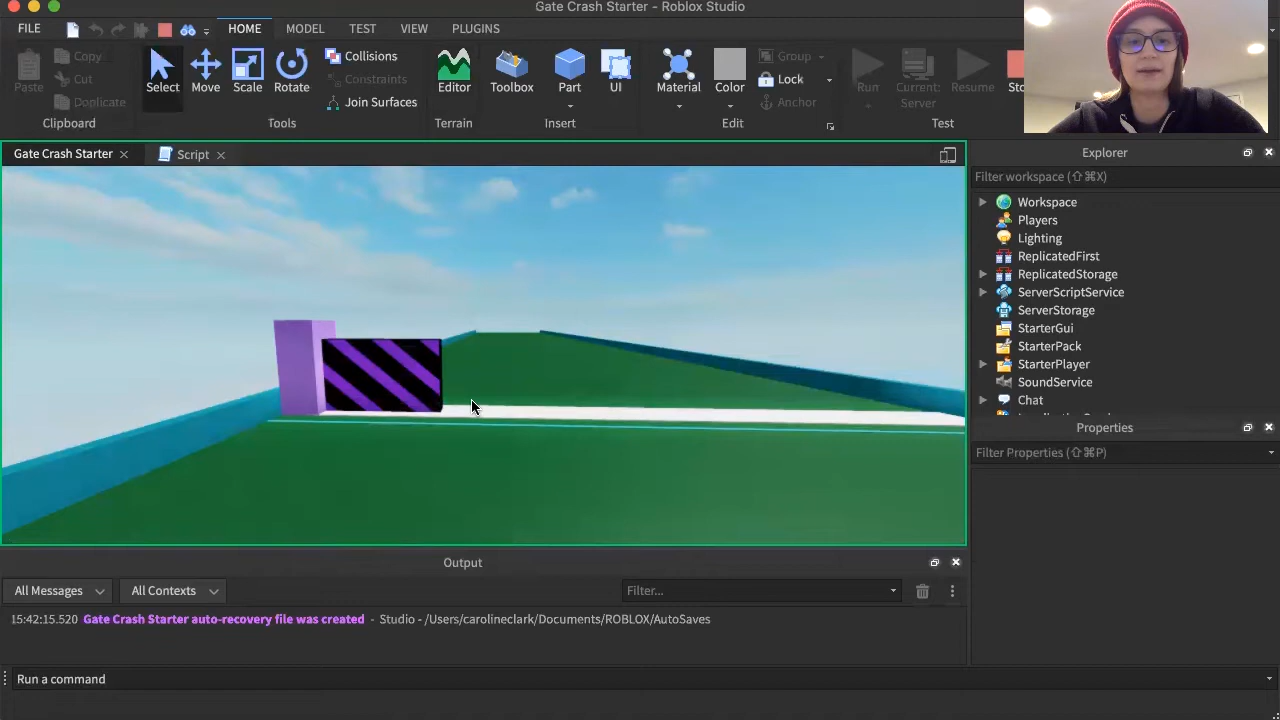 Gate Crash Starter - Roblox Studio
FILE
HOME
MODEL
TEST
VIEW
PLUGINS
Paste
Copy
Cut
Duplicate
Clipboard
Select
Move
Scale
Rotate
Collisions
Constraints
Join Surfaces
Tools
Editor
Terrain
Toolbox
Part
UI
Insert
Material
Color
Group
Lock
Anchor
Edit
Run
Current:
Server
Resume
Test
Gate Crash Starter
Script
Explorer
Filter workspace (⇧⌘X)
Workspace
Players
Lighting
ReplicatedFirst
ReplicatedStorage
ServerScriptService
ServerStorage
StarterGui
StarterPack
StarterPlayer
SoundService
Chat
Properties
Filter Properties (⇧⌘P)
Output
All Messages
All Contexts
Filter...
15:42:15.520 Gate Crash Starter auto-recovery file was created - Studio - /Users/carolineclark/Documents/ROBLOX/AutoSaves
Run a command